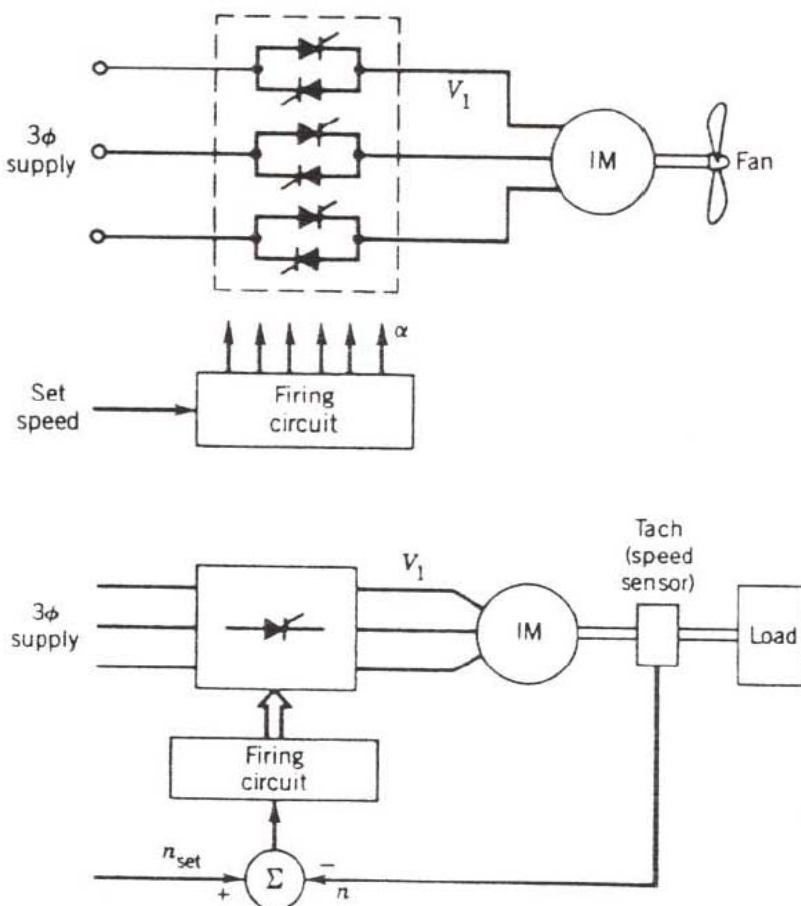 V₁
3ϕ
supply
IM
Fan
α
Set
speed
Firing
circuit
Tach
(speed
sensor)
V₁
3ϕ
supply
IM
Load
Firing
circuit
n_set
+
Σ
−
n